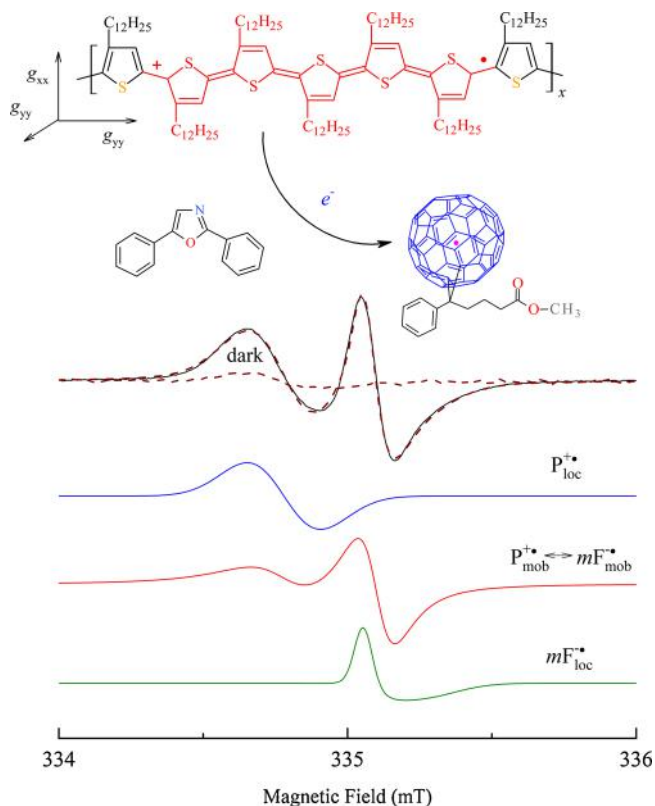 C12H25 C12H25 C12H25 C12H25
S + S S S S S • S
[ ]x
C12H25 C12H25 C12H25
gxx
gyy
gyy
e-
N
O
O
O CH3
dark
P+•loc
P+•mob ↔ mF-•mob
mF-•loc
334 335 336
Magnetic Field (mT)